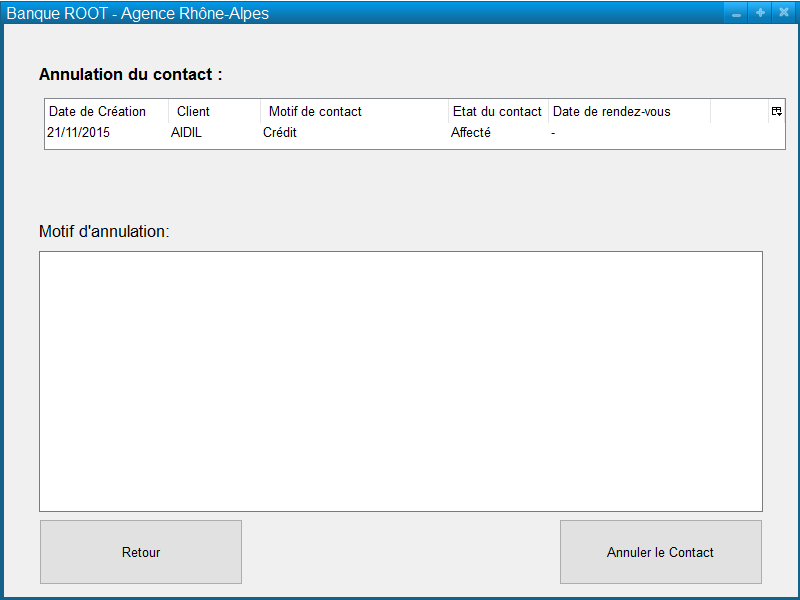 Banque ROOT - Agence Rhône-Alpes
Annulation du contact :
Date de Création Client Motif de contact Etat du contact Date de rendez-vous
21/11/2015 AIDIL Crédit Affecté -
Motif d'annulation:
Retour Annuler le Contact